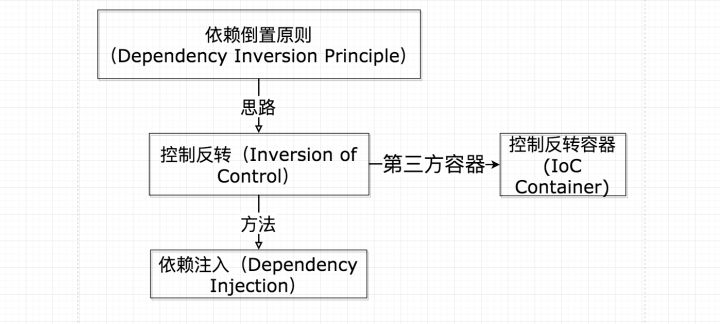 依赖倒置原则
（Dependency Inversion Principle）
思路
控制反转（Inversion of
Control）
第三方容器
控制反转容器
(IoC
Container)
方法
依赖注入（Dependency
Injection）